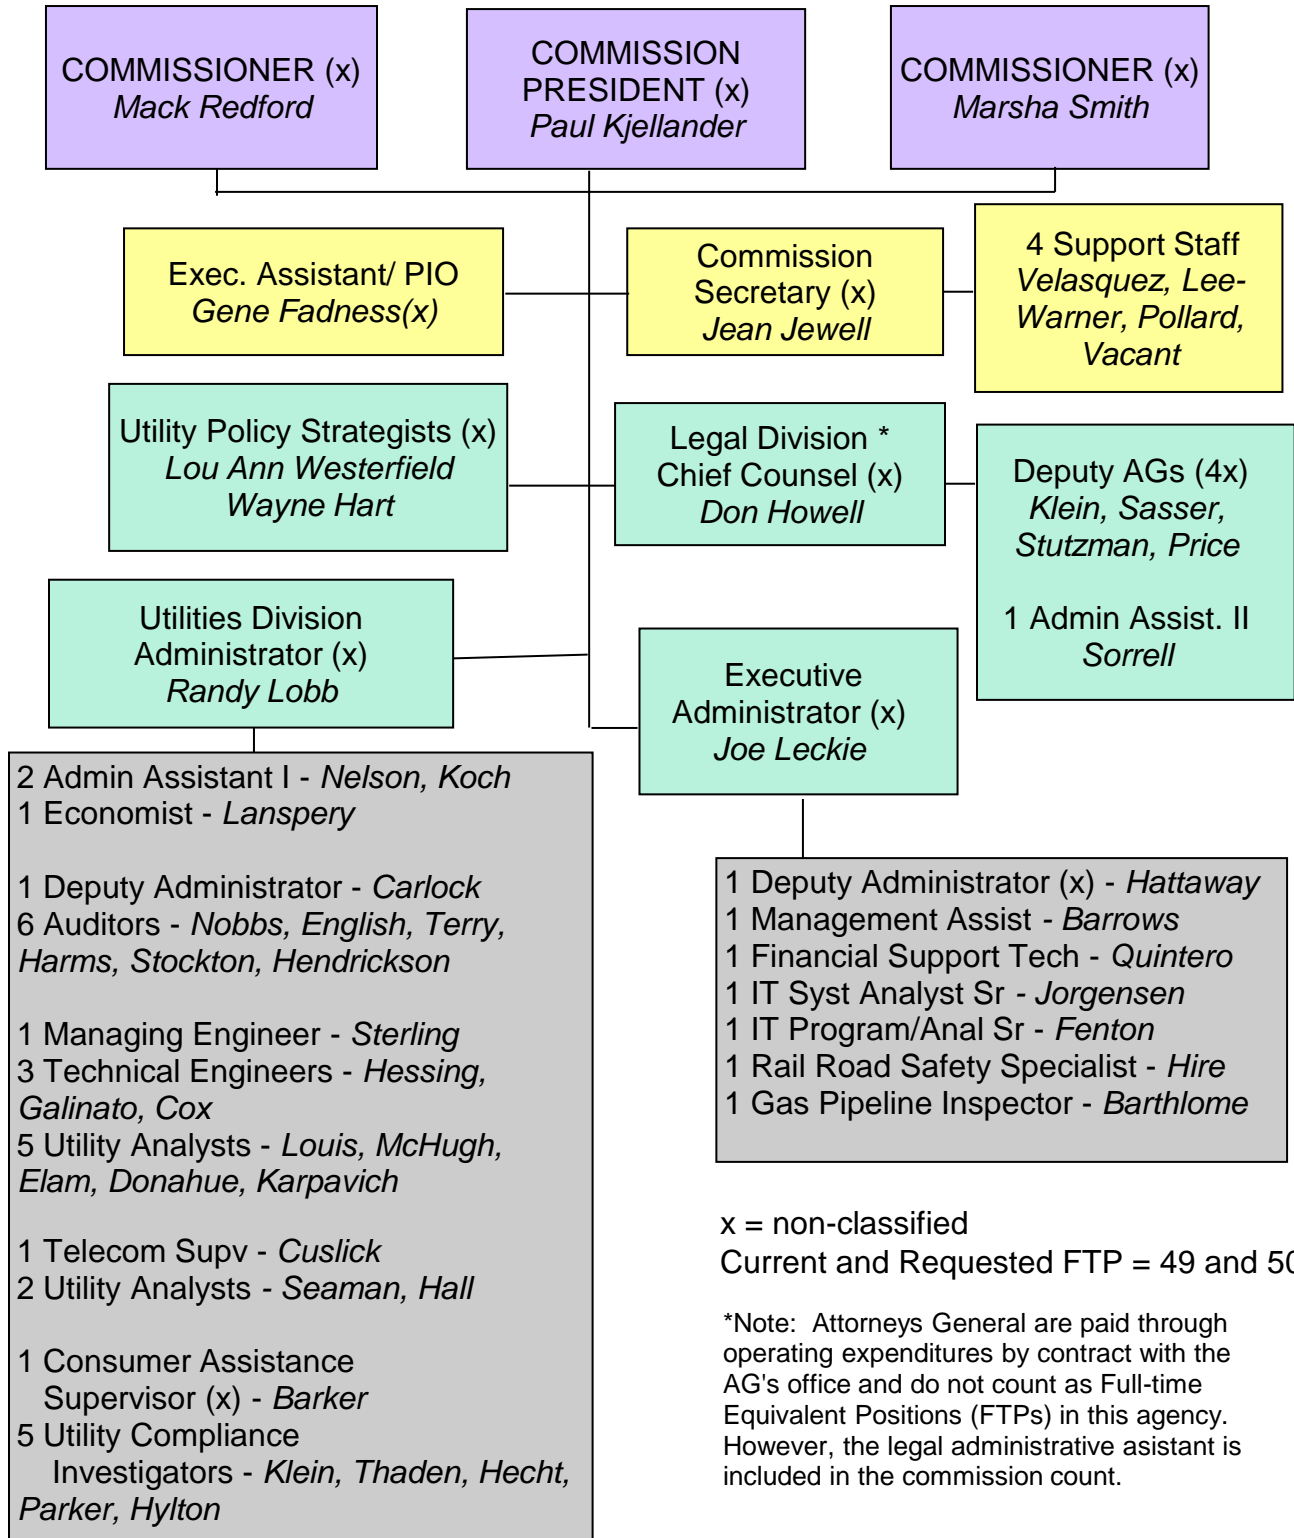 COMMISSIONER (x)
Mack Redford
COMMISSION
PRESIDENT (x)
Paul Kjellander
COMMISSIONER (x)
Marsha Smith
Exec. Assistant/ PIO
Gene Fadness(x)
Commission
Secretary (x)
Jean Jewell
4 Support Staff
Velasquez, Lee-
Warner, Pollard,
Vacant
Utility Policy Strategists (x)
Lou Ann Westerfield
Wayne Hart
Legal Division *
Chief Counsel (x)
Don Howell
Deputy AGs (4x)
Klein, Sasser,
Stutzman, Price
1 Admin Assist. II
Sorrell
Utilities Division
Administrator (x)
Randy Lobb
Executive
Administrator (x)
Joe Leckie
2 Admin Assistant I - Nelson, Koch
1 Economist - Lanspery
1 Deputy Administrator - Carlock
6 Auditors - Nobbs, English, Terry,
Harms, Stockton, Hendrickson
1 Managing Engineer - Sterling
3 Technical Engineers - Hessing,
Galinato, Cox
5 Utility Analysts - Louis, McHugh,
Elam, Donahue, Karpavich
1 Telecom Supv - Cuslick
2 Utility Analysts - Seaman, Hall
1 Consumer Assistance
Supervisor (x) - Barker
5 Utility Compliance
Investigators - Klein, Thaden, Hecht,
Parker, Hylton
1 Deputy Administrator (x) - Hattaway
1 Management Assist - Barrows
1 Financial Support Tech - Quintero
1 IT Syst Analyst Sr - Jorgensen
1 IT Program/Anal Sr - Fenton
1 Rail Road Safety Specialist - Hire
1 Gas Pipeline Inspector - Barthlome
x = non-classified
Current and Requested FTP = 49 and 50
*Note: Attorneys General are paid through
operating expenditures by contract with the
AG's office and do not count as Full-time
Equivalent Positions (FTPs) in this agency.
However, the legal administrative asistant is
included in the commission count.